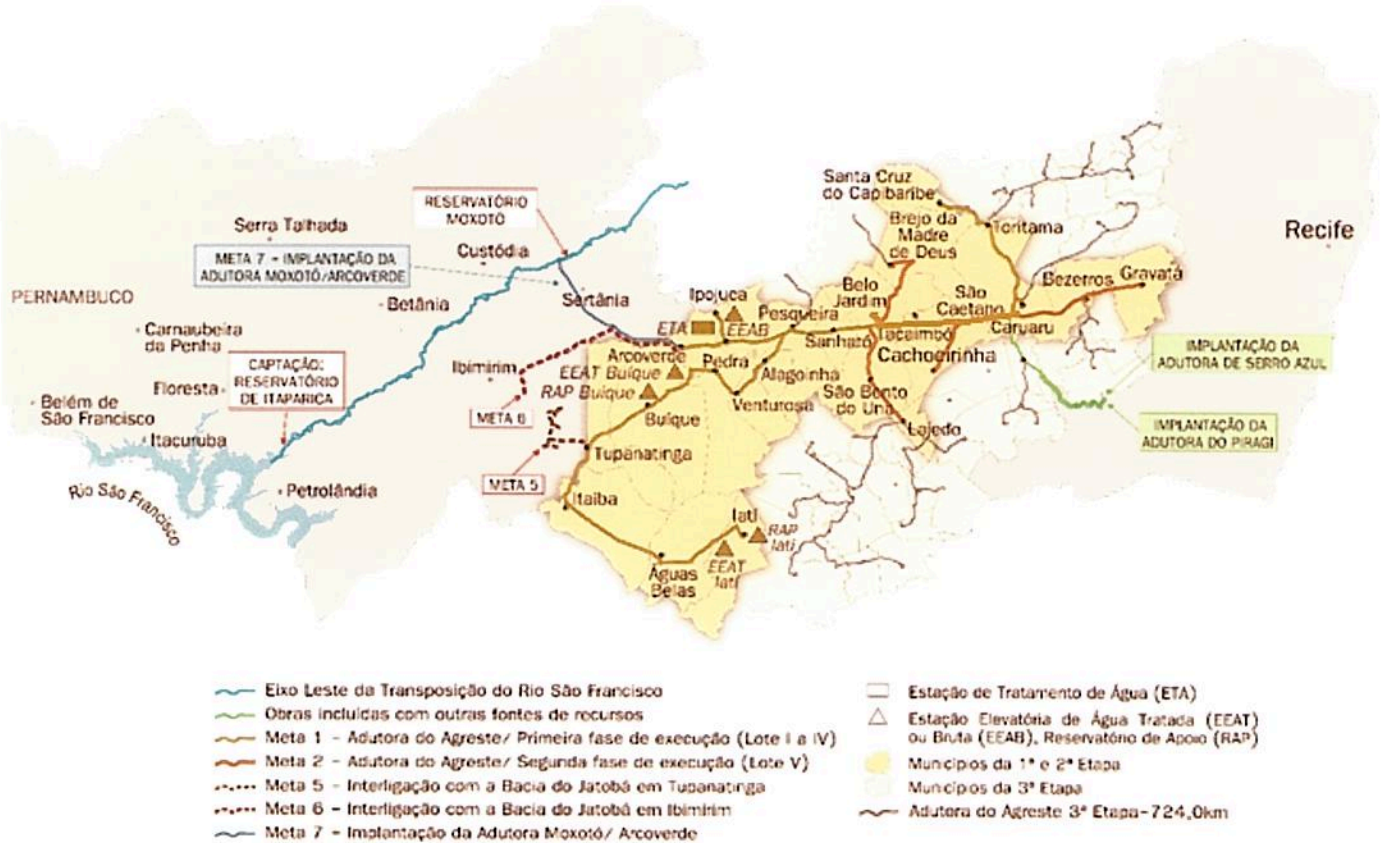 Santa Cruz
do Capibaribe
Toritama
Brejo da
Madre
de Deus
RESERVATÓRIO
MOXOTÓ
Serra Talhada
Recife
Custódia
META 7 - IMPLANTAÇÃO DA
ADUTORA MOXOTÓ/ARCOVERDE
Bezerros
Gravatá
PERNAMBUCO
Betânia
Sertânia
Ipojuca
Belo
Jardim
São
Caetano
Pesqueira
ETA
EEAB
Carnaubeira
da Penha
Sanharó
Tacaimbó
Caruaru
IMPLANTAÇÃO DA
ADUTORA DE SERRO AZUL
Ibimirim
Arcoverde
Pedra
Cachoeirinha
CAPTAÇÃO:
RESERVATÓRIO
DE ITAPARICA
EEAT Buíque
Alagoinha
Floresta
RAP Buíque
Venturosa
São Bento
do Una
Belém de
São Francisco
META 6
Buíque
IMPLANTAÇÃO DA
ADUTORA DO PIRAGI
Itacuruba
Lajedo
Tupanatinga
META 5
Rio São Francisco
Petrolândia
Itaíba
Iati
RAP
Iati
EEAT
Iati
Águas
Belas
Eixo Leste da Transposição do Rio São Francisco
Obras incluídas com outras fontes de recursos
Meta 1 - Adutora do Agreste/ Primeira fase de execução (Lote I a IV)
Meta 2 - Adutora do Agreste/ Segunda fase de execução (Lote V)
Meta 5 - Interligação com a Bacia do Jatobá em Tupanatinga
Meta 6 - Interligação com a Bacia do Jatobá em Ibimirim
Meta 7 - Implantação da Adutora Moxotó/ Arcoverde
Estação de Tratamento de Água (ETA)
Estação Elevatória de Água Tratada (EEAT)
ou Bruta (EEAB), Reservatório de Apoio (RAP)
Municípios da 1ª e 2ª Etapa
Municípios da 3ª Etapa
Adutora do Agreste 3ª Etapa-724,0km